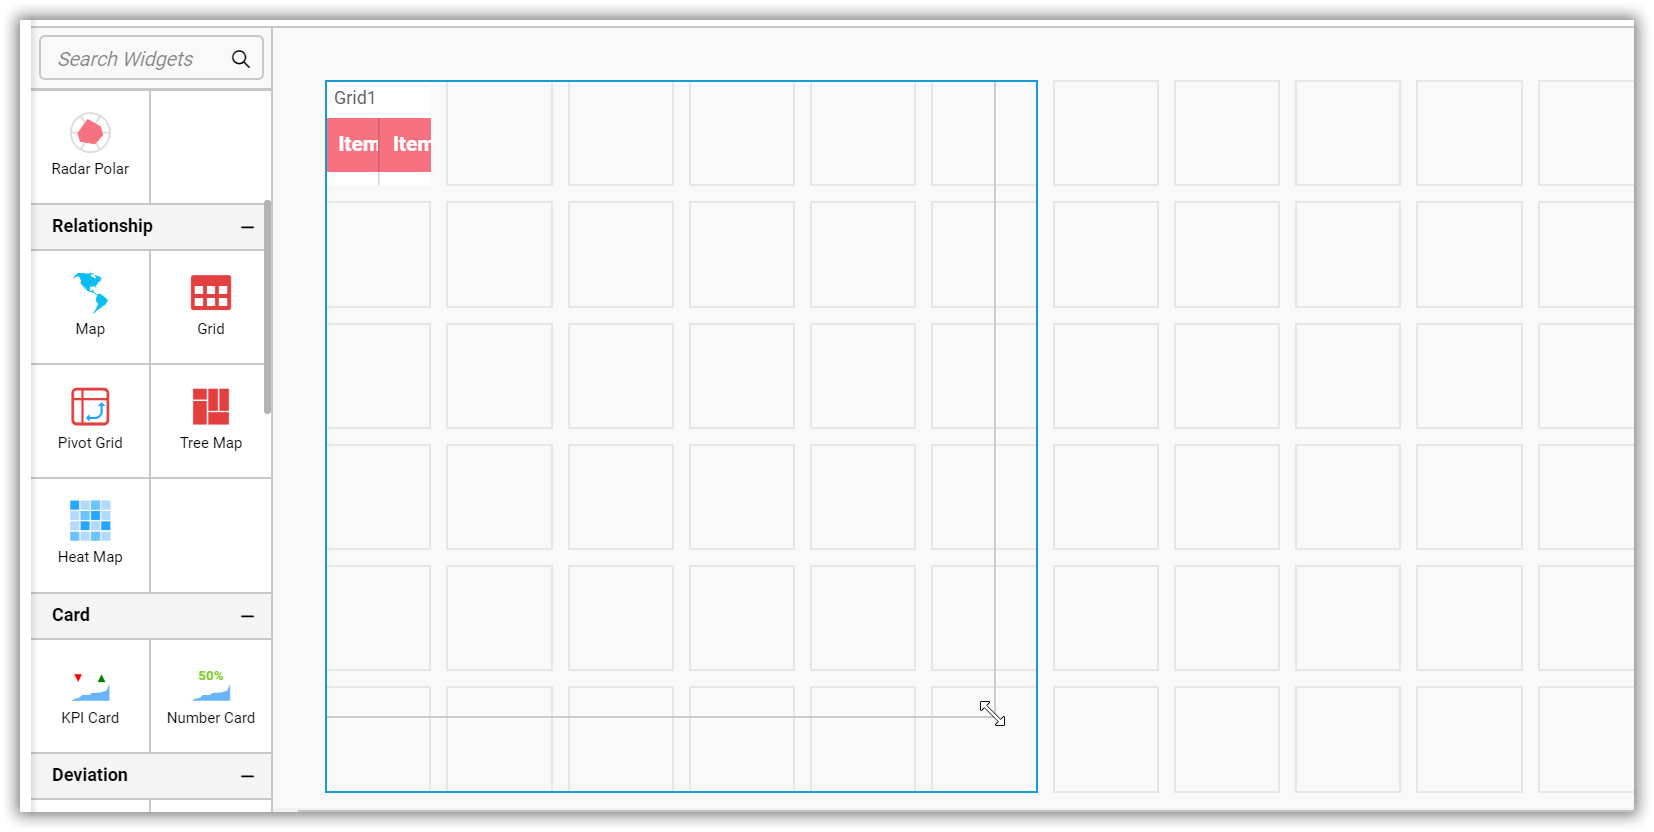 Search Widgets
Radar Polar
Relationship
Map
Grid
Pivot Grid
Tree Map
Heat Map
Card
50%
KPI Card
Number Card
Deviation
Grid1
Item Item